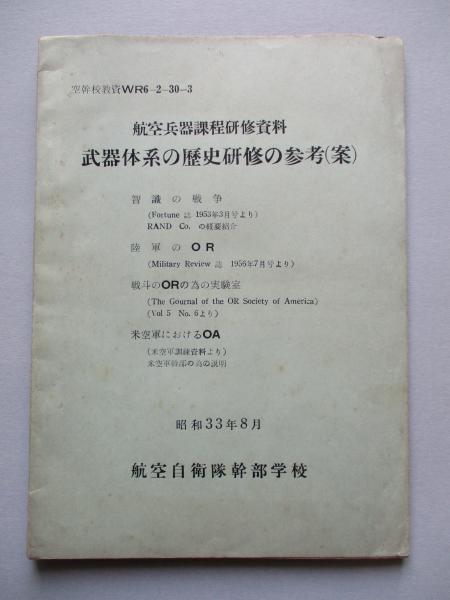 空幹校教資WR6-2-30-3
航空兵器課程研修資料
武器体系の歴史研修の参考(案)
智識の戦争
(Fortune 誌 1953年3月号より)
RAND Co. の概要紹介
陸軍のOR
(Military Review 誌 1956年7月号より)
戦斗のORの為の実験室
(The Gournal of the OR Society of America)
(Vol 5 No. 6より)
米空軍におけるOA
(米空軍訓練資料より)
米空軍幹部の為の説明
昭和33年8月
航空自衛隊幹部学校